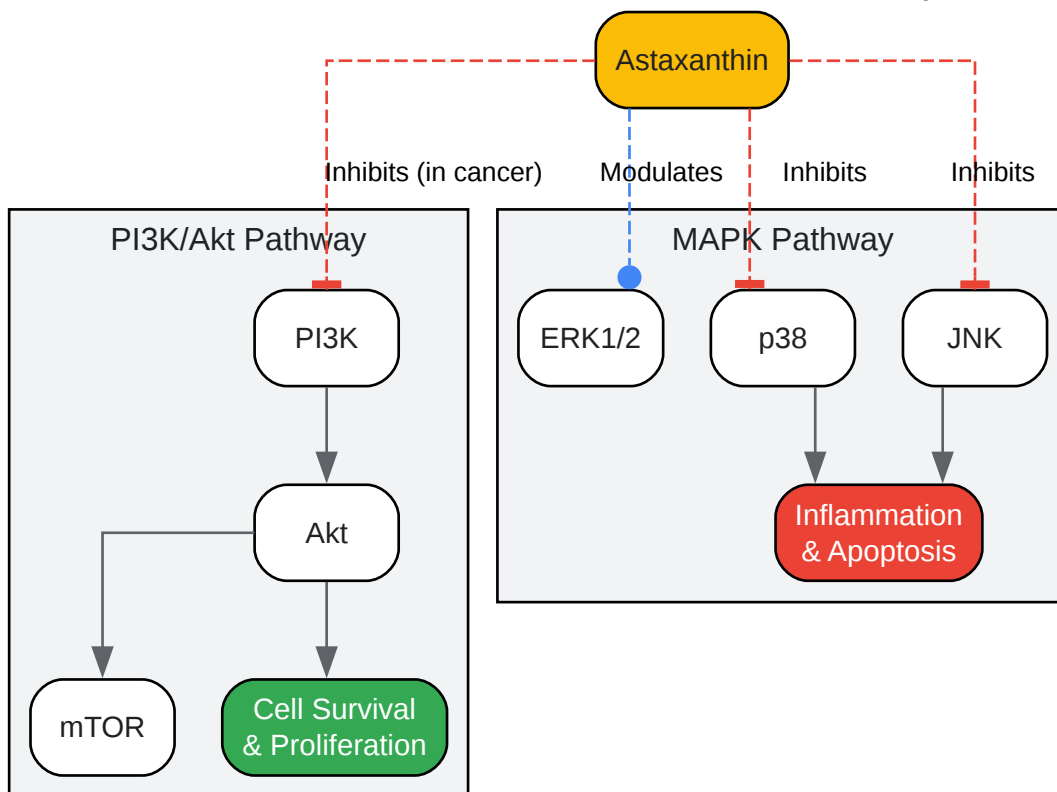 Astaxanthin
Inhibits (in cancer)
Modulates
Inhibits
Inhibits
PI3K/Akt Pathway
MAPK Pathway
PI3K
ERK1/2
p38
JNK
Akt
Inflammation
& Apoptosis
mTOR
Cell Survival
& Proliferation